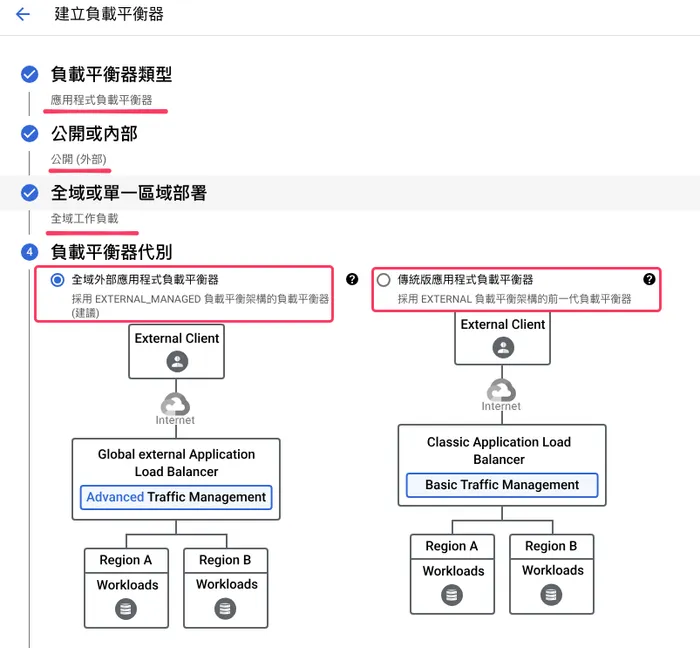 建立負載平衡器
負載平衡器類型
應用程式負載平衡器
公開或內部
公開 (外部)
全域或單一區域部署
全域工作負載
4 負載平衡器代別
全域外部應用程式負載平衡器
採用 EXTERNAL_MANAGED 負載平衡架構的負載平衡器
(建議)
External Client
Internet
Global external Application
Load Balancer
Advanced Traffic Management
Region A
Workloads
Region B
Workloads
傳統版應用程式負載平衡器
採用 EXTERNAL 負載平衡架構的前一代負載平衡器
External Client
Internet
Classic Application Load
Balancer
Basic Traffic Management
Region A
Workloads
Region B
Workloads